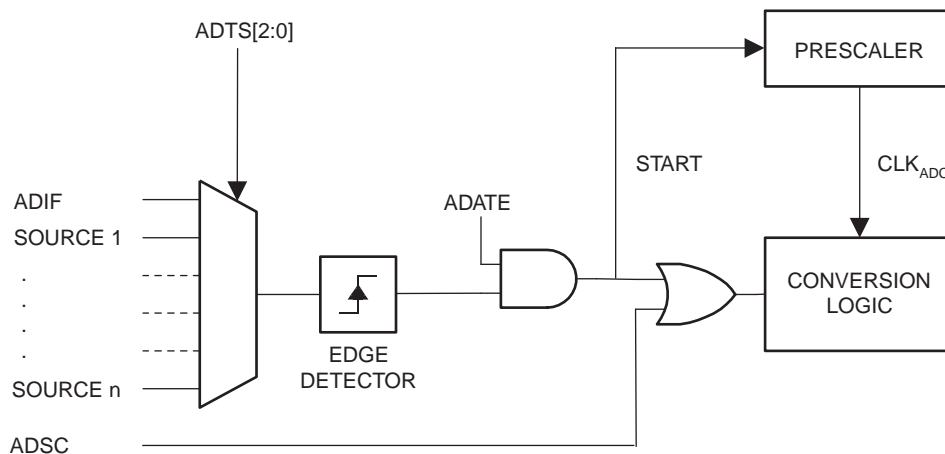 ADTS[2:0]
PRESCALER
START
CLKADC
ADIF
ADATE
SOURCE 1
.
.
.
.
CONVERSION
LOGIC
EDGE
DETECTOR
SOURCE n
ADSC